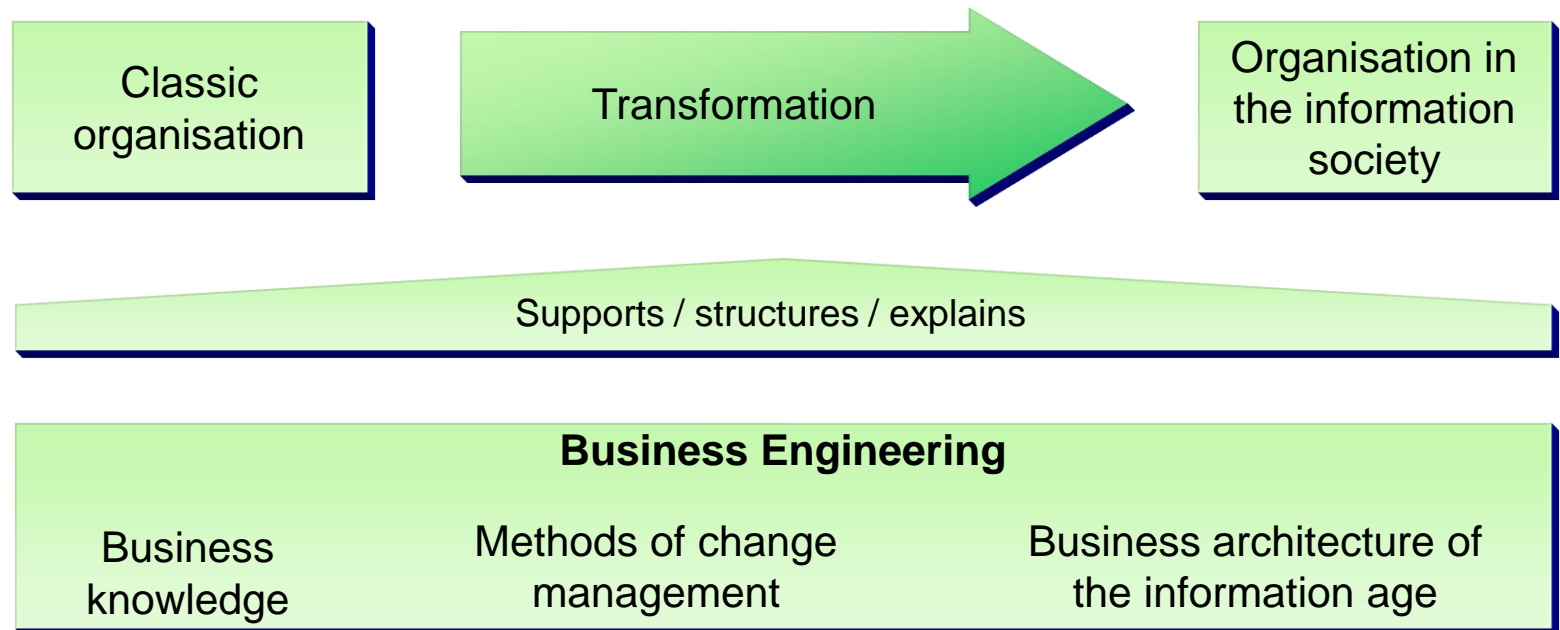 Classic
organisation
Transformation
Organisation in
the information
society
Supports / structures / explains
Business Engineering
Business
knowledge
Methods of change
management
Business architecture of
the information age